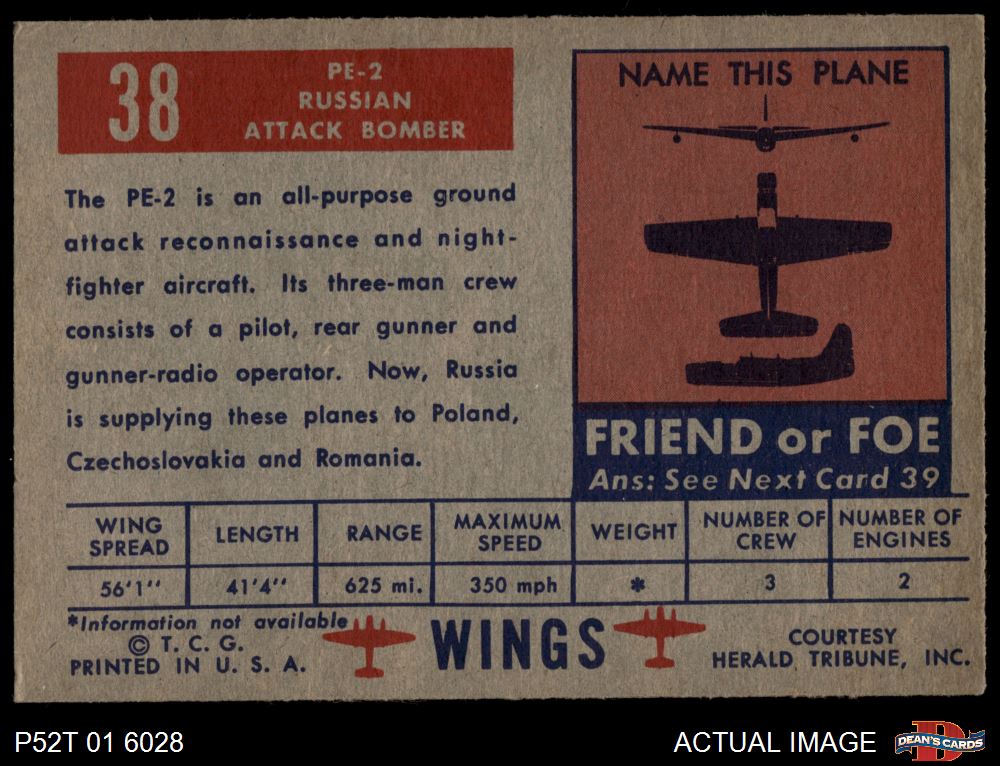 38
PE-2
RUSSIAN
ATTACK BOMBER
The PE-2 is an all-purpose ground
attack reconnaissance and night-
fighter aircraft. Its three-man crew
consists of a pilot, rear gunner and
gunner-radio operator. Now, Russia
is supplying these planes to Poland,
Czechoslovakia and Romania.
NAME THIS PLANE
FRIEND or FOE
Ans: See Next Card 39
WING SPREAD
LENGTH
RANGE
MAXIMUM SPEED
WEIGHT
NUMBER OF CREW
NUMBER OF ENGINES
56'1''
41'4''
625 mi.
350 mph
*
3
2
*Information not available
© T. C. G.
PRINTED IN U. S. A.
WINGS
COURTESY
HERALD TRIBUNE, INC.
P52T 01 6028
ACTUAL IMAGE
DEAN'S CARDS